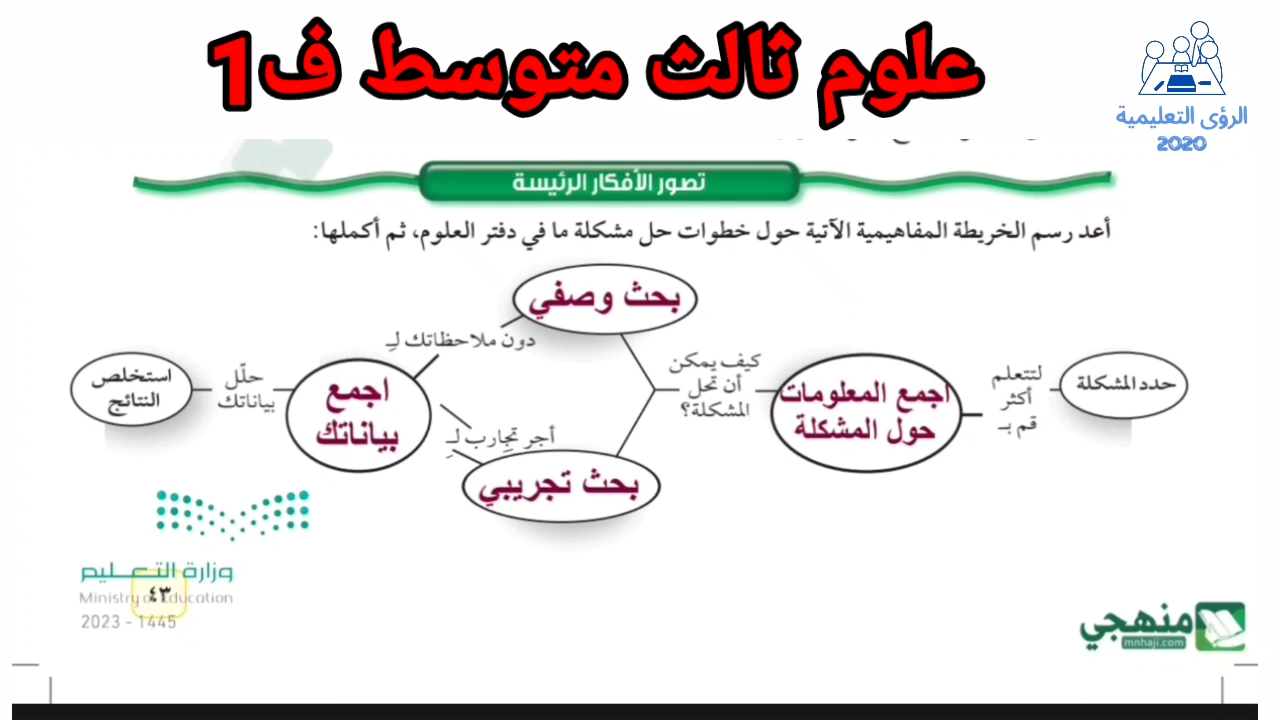 علوم ثالث متوسط ف1
الرؤى التعليمية
2020
تصور الأفكار الرئيسة
أعد رسم الخريطة المفاهيمية الآتية حول خطوات حل مشكلة ما في دفتر العلوم، ثم أكملها:
حدد المشكلة
لتتعلم
أكثر
قم بـ
اجمع المعلومات
حول المشكلة
كيف يمكن
أن تحل
المشكلة؟
بحث وصفي
دون ملاحظاتك لـِ
بحث تجريبي
أجر تجارب لـِ
اجمع
بياناتك
حلّل
بياناتك
استخلص
النتائج
وزارة التعليم
Ministry of Education
٤٣
2023 - 1445
منهجي
mnhaji.com